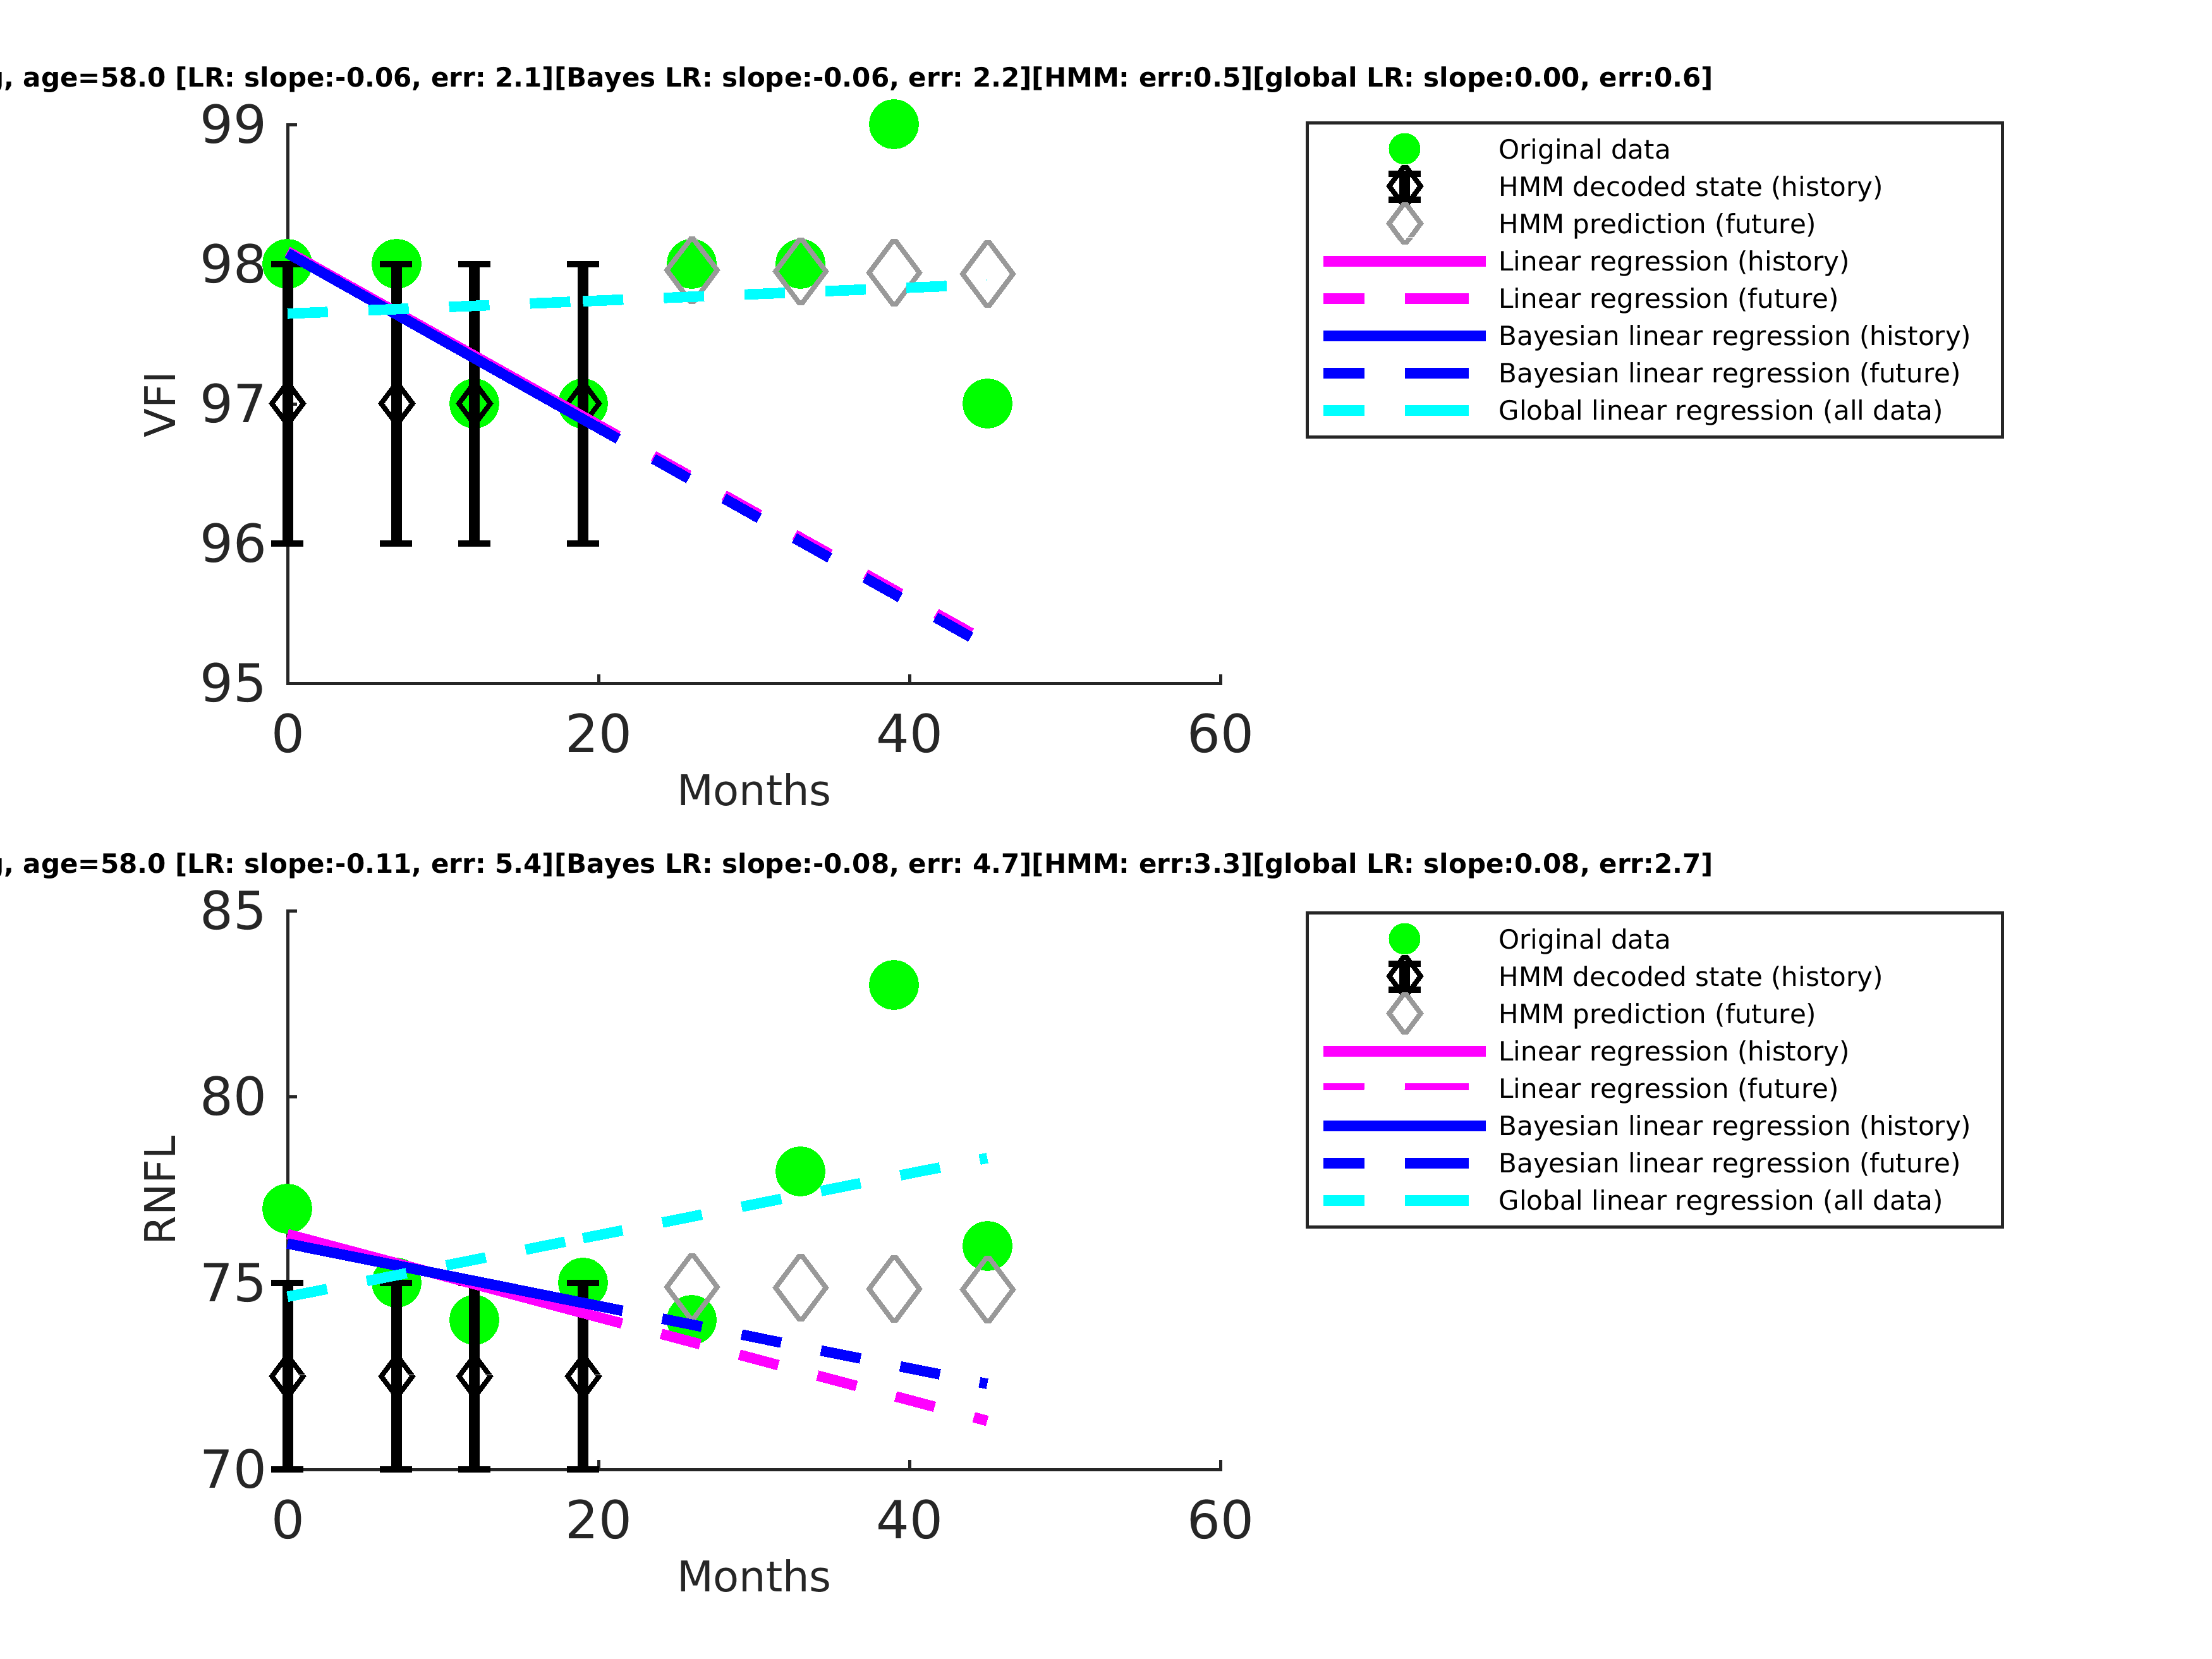 , age=58.0 [LR: slope:-0.06, err: 2.1][Bayes LR: slope:-0.06, err: 2.2][HMM: err:0.5][global LR: slope:0.00, err:0.6]
99
98
97
96
95
VFI
0 20 40 60
Months
Original data
HMM decoded state (history)
HMM prediction (future)
Linear regression (history)
Linear regression (future)
Bayesian linear regression (history)
Bayesian linear regression (future)
Global linear regression (all data)
, age=58.0 [LR: slope:-0.11, err: 5.4][Bayes LR: slope:-0.08, err: 4.7][HMM: err:3.3][global LR: slope:0.08, err:2.7]
85
80
75
70
RNFL
0 20 40 60
Months
Original data
HMM decoded state (history)
HMM prediction (future)
Linear regression (history)
Linear regression (future)
Bayesian linear regression (history)
Bayesian linear regression (future)
Global linear regression (all data)